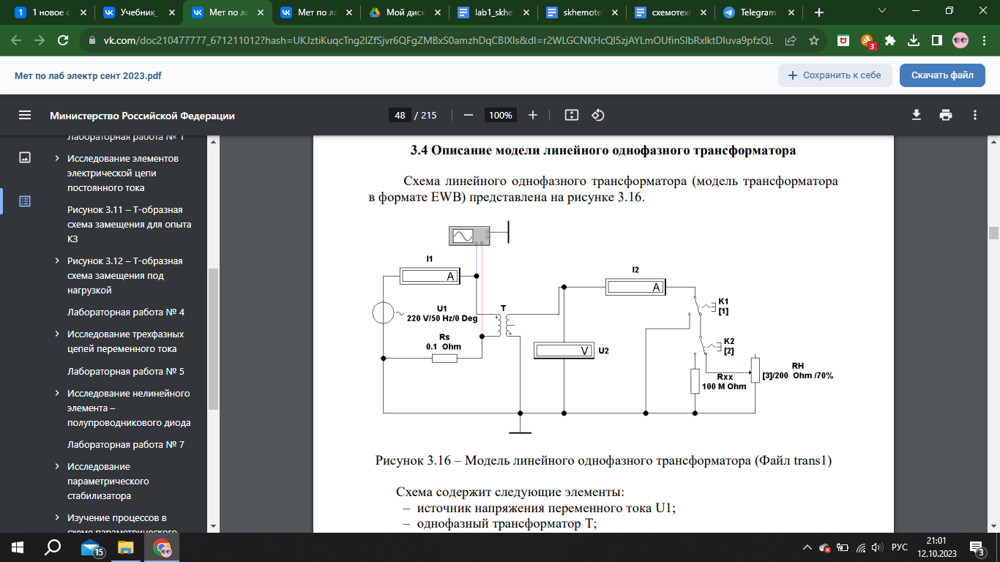 1 новое с
Учебник_
Мет по ла
Мет по ла
Мой диск
lab1_skhe
skhemote
схемотех
Telegram
vk.com/doc210477777_671211012?hash=UKJztiKuqcTng2lZfSjvr6QFgZMBxS0amzhDqCBlXls&dl=r2WLGCNKHcQl5zjAYLmOUfinSlbRxlktDluva9pfzQL
3
Мет по лаб электр сент 2023.pdf
Сохранить к себе
Скачать файл
Министерство Российской Федерации
48 / 215
100%
Лабораторная работа № 1
Исследование элементов
электрической цепи
постоянного тока
Рисунок 3.11 – Т-образная
схема замещения для опыта
КЗ
Рисунок 3.12 – Т-образная
схема замещения под
нагрузкой
Лабораторная работа № 4
Исследование трехфазных
цепей переменного тока
Лабораторная работа № 5
Исследование нелинейного
элемента –
полупроводникового диода
Лабораторная работа № 7
Исследование
параметрического
стабилизатора
Изучение процессов в
схеме параметрического
3.4 Описание модели линейного однофазного трансформатора
Схема линейного однофазного трансформатора (модель трансформатора
в формате EWB) представлена на рисунке 3.16.
I1
A
I2
A
U1
220 V/50 Hz/0 Deg
T
Rs
0.1 Ohm
V
U2
K1
[1]
K2
[2]
Rxx
100 M Ohm
RH
[3]/200 Ohm /70%
Рисунок 3.16 – Модель линейного однофазного трансформатора (Файл trans1)
Схема содержит следующие элементы:
– источник напряжения переменного тока U1;
– однофазный трансформатор Т;
15
РУС
21:01
12.10.2023
3